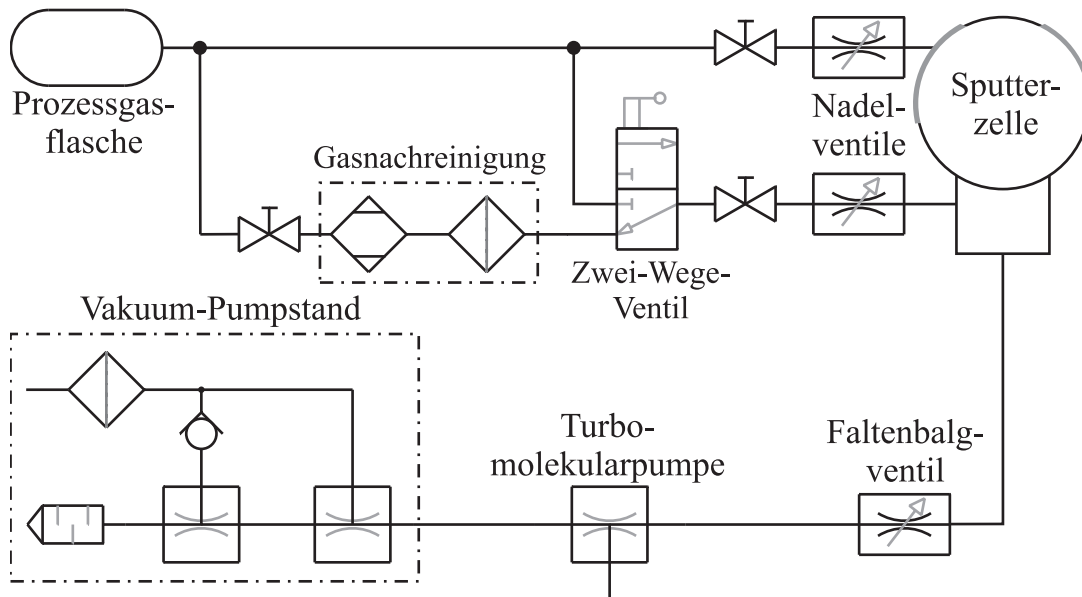 Prozessgas-
flasche
Gasnachreinigung
Nadel-
ventile
Sputter-
zelle
Zwei-Wege-
Ventil
Vakuum-Pumpstand
Turbo-
molekularpumpe
Faltenbalg-
ventil